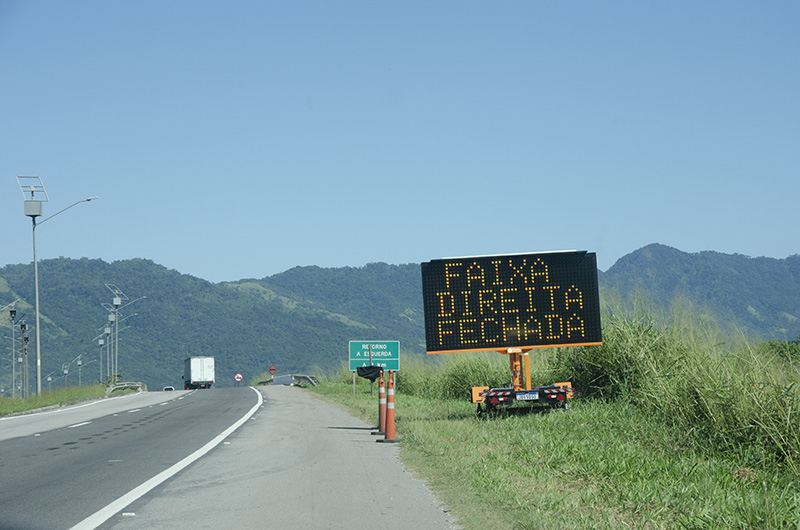 FAIXA
DIREITA
FECHADA
RETORNO
A ESQUERDA